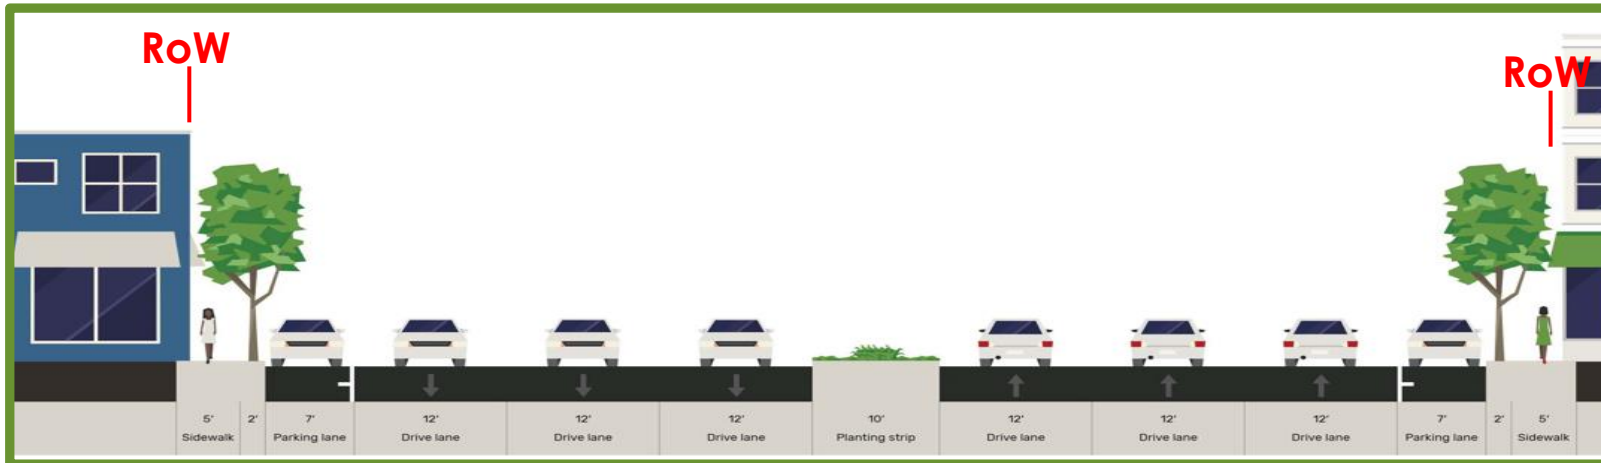 RoW
RoW
5' 2' 7' 12' 12' 12' 10' 12' 12' 12' 7' 2' 5'
Sidewalk Parking lane Drive lane Drive lane Drive lane Planting strip Drive lane Drive lane Drive lane Parking lane Sidewalk